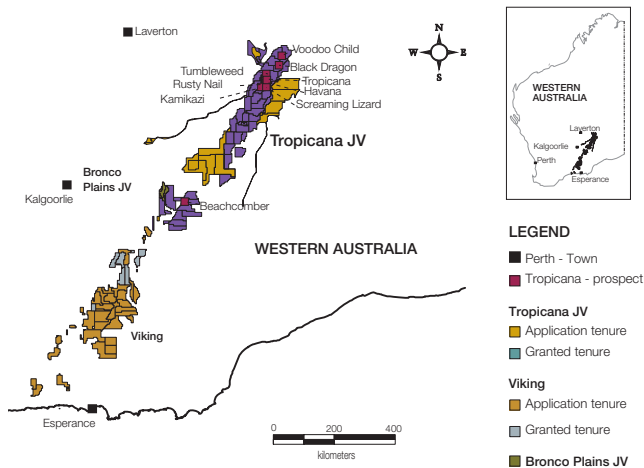 Laverton
Voodoo Child
Black Dragon
Tumbleweed
Rusty Nail
Kamikazi
Tropicana
Havana
Screaming Lizard
Tropicana JV
Bronco
Plains JV
Kalgoorlie
Beachcomber
WESTERN AUSTRALIA
Viking
Esperance
0 200 400
kilometers
N
W E
S
WESTERN
AUSTRALIA
Laverton
Kalgoorlie
Perth
Esperance
LEGEND
Perth - Town
Tropicana - prospect
Tropicana JV
Application tenure
Granted tenure
Viking
Application tenure
Granted tenure
Bronco Plains JV